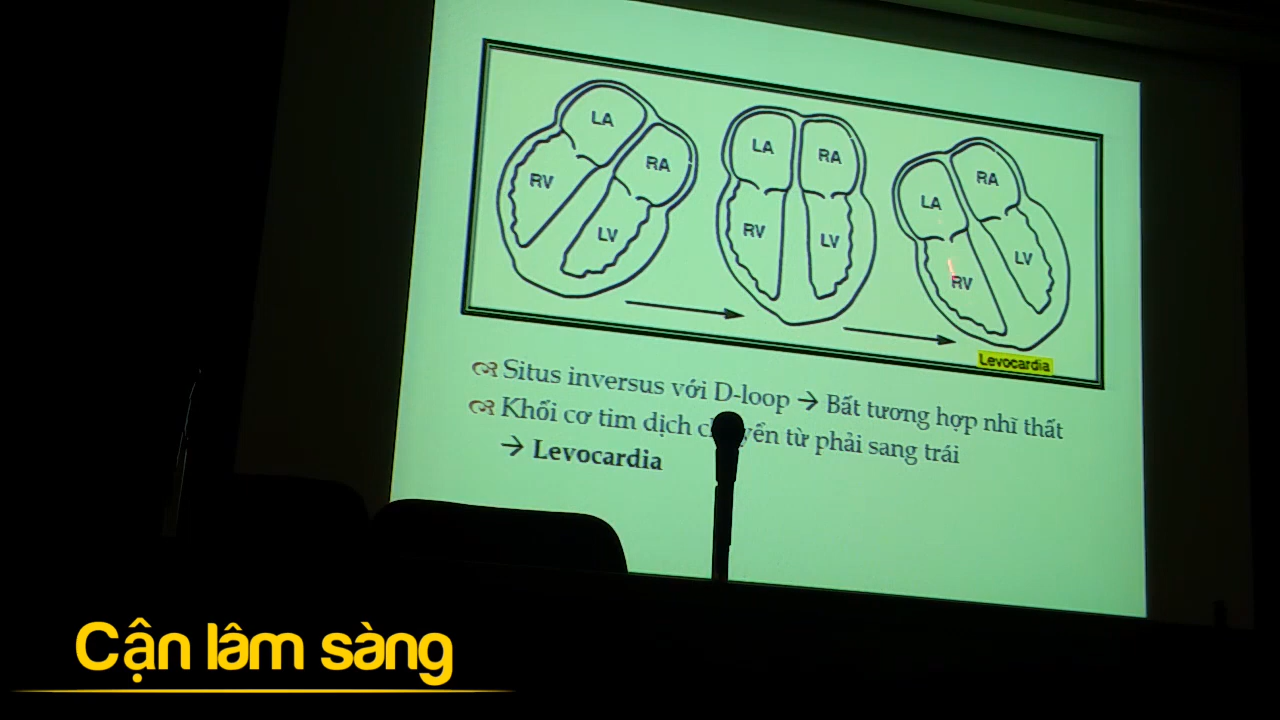 LA
RA
RV
LV
LA
RA
RV
LV
RA
LA
LV
RV
Levocardia
Situs inversus với D-loop → Bất tương hợp nhĩ thất
Khối cơ tim dịch chuyển từ phải sang trái
→ Levocardia
Cận lâm sàng